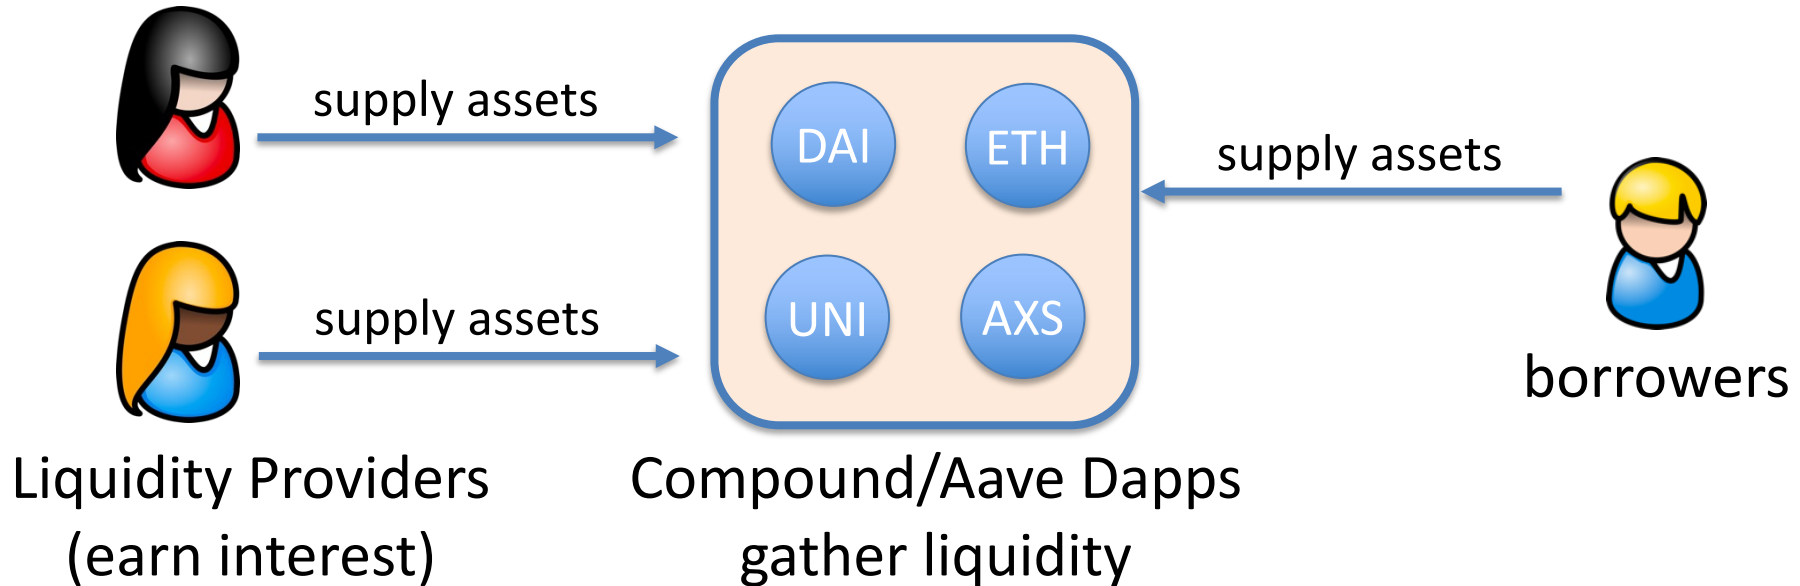 supply assets
supply assets
Liquidity Providers
(earn interest)
DAI
ETH
UNI
AXS
Compound/Aave Dapps
gather liquidity
supply assets
borrowers